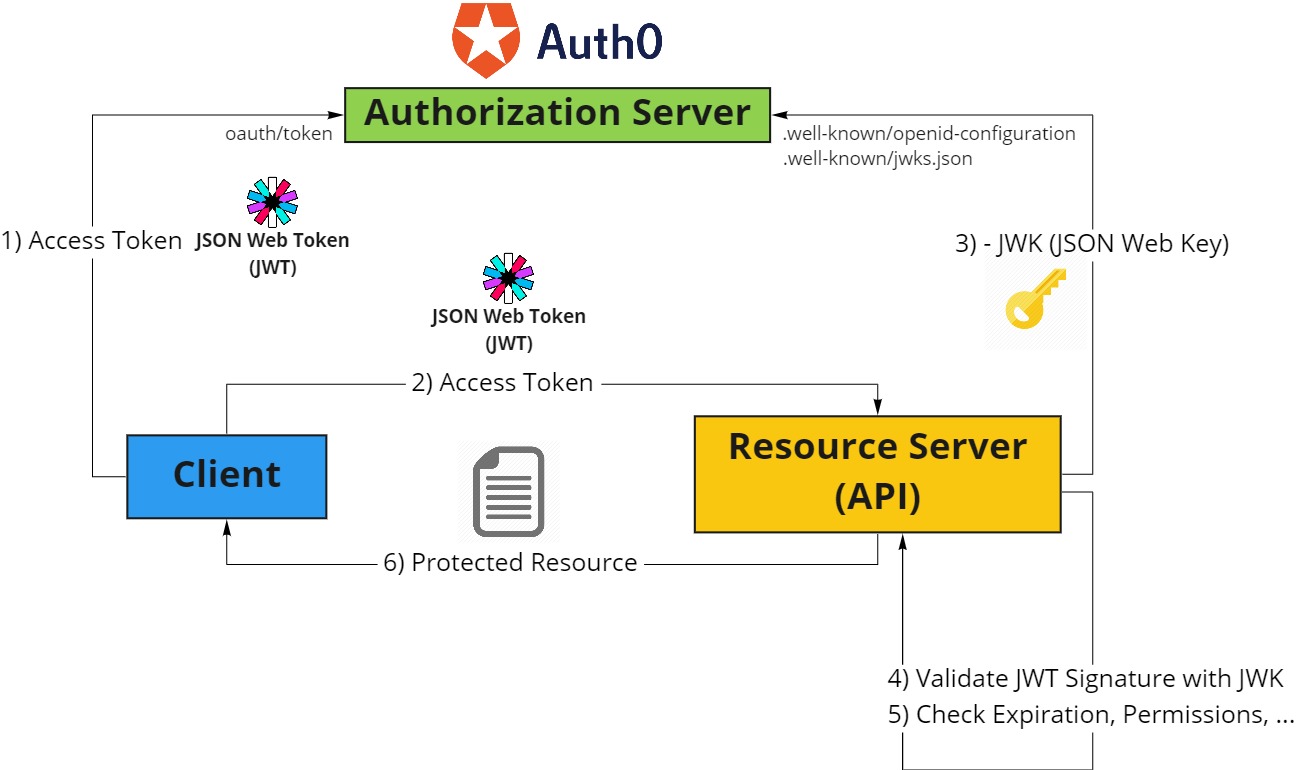 Auth0
Authorization Server
oauth/token
.well-known/openid-configuration
.well-known/jwks.json
1) Access Token
JSON Web Token
(JWT)
3) - JWK (JSON Web Key)
JSON Web Token
(JWT)
2) Access Token
Client
Resource Server
(API)
6) Protected Resource
4) Validate JWT Signature with JWK
5) Check Expiration, Permissions, ...